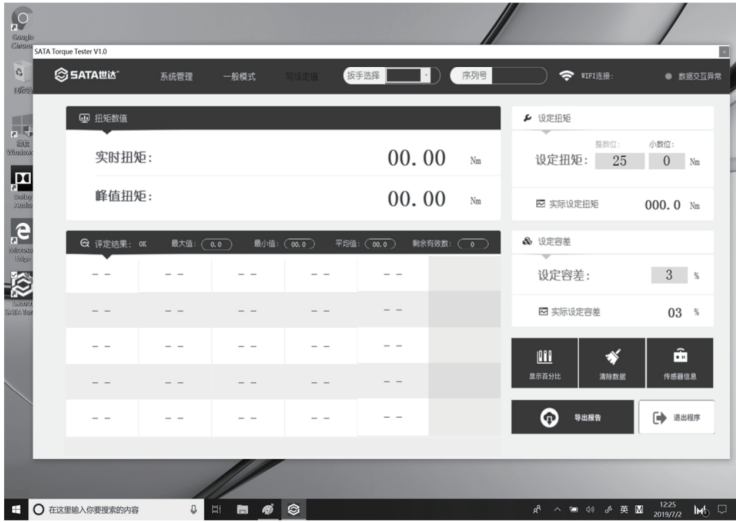 Google
Chrome
SATA Torque Tester V1.0
SATA世达
系统管理
一般模式
扳手选择
序列号
WIFI连接:
数据交互异常
扭矩数值
实时扭矩:
00.00
Nm
峰值扭矩:
00.00
Nm
设定扭矩
整数位:
小数位:
设定扭矩:
25
0
Nm
实际设定扭矩
000.0
Nm
评定结果:
OK
最大值:
0.0
最小值:
00.0
平均值:
00.0
剩余有效数:
0
-- -- -- --
-- -- -- --
-- -- -- --
-- -- -- --
-- -- -- --
设定容差
设定容差:
3
%
实际设定容差
03
%
显示百分比
清除数据
传感器信息
导出报告
退出程序
在这里输入你要搜索的内容
英
M
12:25
2019/7/2